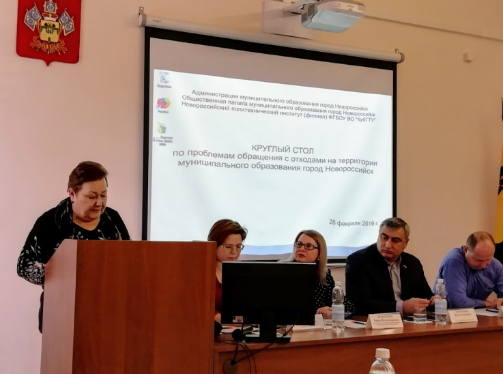 Администрация муниципального образования город Новороссийск
Общественная палата муниципального образования город Новороссийск
Новороссийский политехнический институт (филиал) ФГБОУ ВО "КубГТУ"
КРУГЛЫЙ СТОЛ
по проблемам обращения с отходами на территории
муниципального образования город Новороссийск
28 февраля 2019 г.